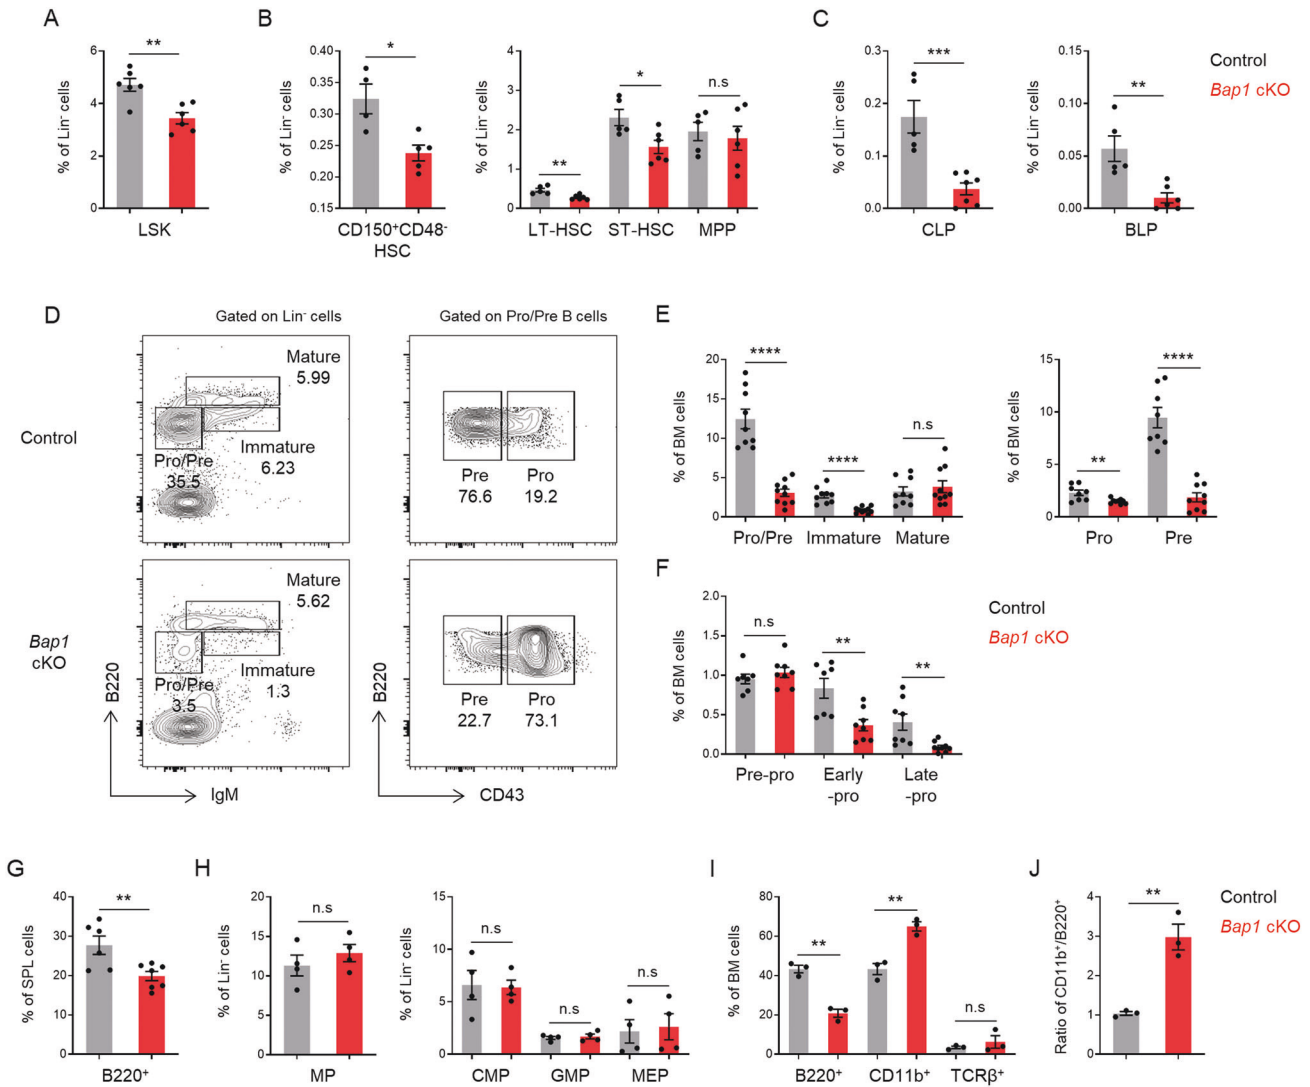 A
% of Lin⁻ cells
6
4
2
0
**
LSK
B
% of Lin⁻ cells
0.40
0.35
0.30
0.25
0.20
0.15
*
CD150⁺CD48⁻
HSC
% of Lin⁻ cells
4
3
2
1
0
**
*
n.s
LT-HSC ST-HSC MPP
C
% of Lin⁻ cells
0.3
0.2
0.1
0.0
***
CLP
% of Lin⁻ cells
0.15
0.10
0.05
0.00
**
BLP
Control
Bap1 cKO
D
Gated on Lin⁻ cells
Gated on Pro/Pre B cells
Control
Mature
5.99
Immature
6.23
Pro/Pre
35.5
Pre
76.6
Pro
19.2
Bap1
cKO
Mature
5.62
Immature
1.3
Pro/Pre
3.5
Pre
22.7
Pro
73.1
B220
IgM
B220
CD43
E
% of BM cells
20
15
10
5
0
****
****
n.s
Pro/Pre Immature Mature
% of BM cells
15
10
5
0
**
****
Pro Pre
F
% of BM cells
2.0
1.5
1.0
0.5
0.0
n.s
**
**
Pre-pro Early
-pro Late
-pro
Control
Bap1 cKO
G
% of SPL cells
40
30
20
10
0
**
B220⁺
H
% of Lin⁻ cells
20
15
10
5
0
n.s
MP
% of Lin⁻ cells
15
10
5
0
n.s
n.s
n.s
CMP GMP MEP
I
% of BM cells
80
60
40
20
0
**
**
n.s
B220⁺ CD11b⁺ TCRβ⁺
J
Ratio of CD11b⁺/B220⁺
4
3
2
1
0
**
Control
Bap1 cKO